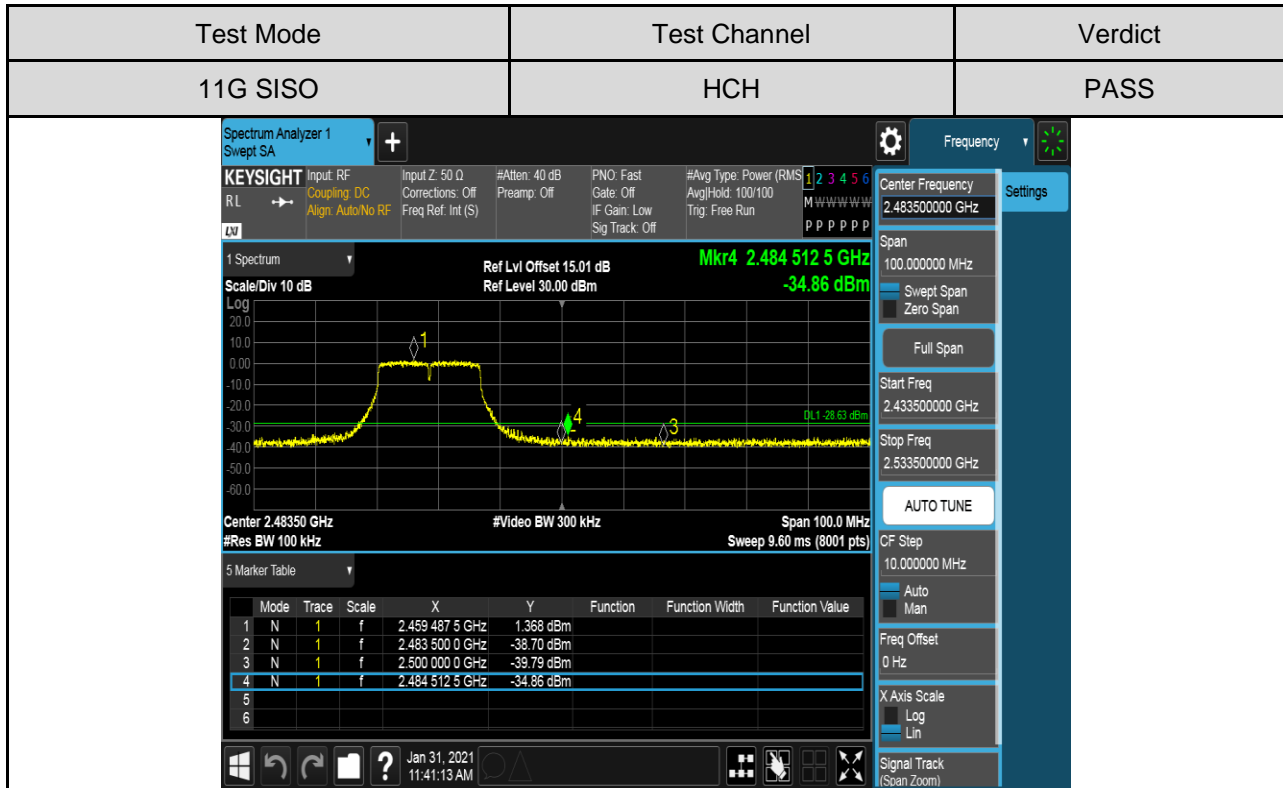 Test Mode Test Channel Verdict
11G SISO HCH PASS
Spectrum Analyzer 1
Swept SA
+
Frequency
KEYSIGHT
RL
LXI
Input: RF
Coupling: DC
Align: Auto/No RF
Input Z: 50 Ω
Corrections: Off
Freq Ref: Int (S)
#Atten: 40 dB
Preamp: Off
PNO: Fast
Gate: Off
IF Gain: Low
Sig Track: Off
#Avg Type: Power (RMS
Avg|Hold: 100/100
Trig: Free Run
1 2 3 4 5 6
M W W W W W
P P P P P P
1 Spectrum
Scale/Div 10 dB
Ref Lvl Offset 15.01 dB
Ref Level 30.00 dBm
Mkr4 2.484 512 5 GHz
-34.86 dBm
Log
20.0
10.0
0.00
-10.0
-20.0
-30.0
-40.0
-50.0
-60.0
1
4
3
DL1 -28.63 dBm
Center 2.48350 GHz #Video BW 300 kHz Span 100.0 MHz
#Res BW 100 kHz Sweep 9.60 ms (8001 pts)
5 Marker Table
Mode Trace Scale X Y Function Function Width Function Value
1 N 1 f 2.459 487 5 GHz 1.368 dBm
2 N 1 f 2.483 500 0 GHz -38.70 dBm
3 N 1 f 2.500 000 0 GHz -39.79 dBm
4 N 1 f 2.484 512 5 GHz -34.86 dBm
5
6
?
Jan 31, 2021
11:41:13 AM
Center Frequency
2.483500000 GHz
Span
100.000000 MHz
Swept Span
Zero Span
Full Span
Start Freq
2.433500000 GHz
Stop Freq
2.533500000 GHz
AUTO TUNE
CF Step
10.000000 MHz
Auto
Man
Freq Offset
0 Hz
X Axis Scale
Log
Lin
Signal Track
(Span Zoom)
Settings